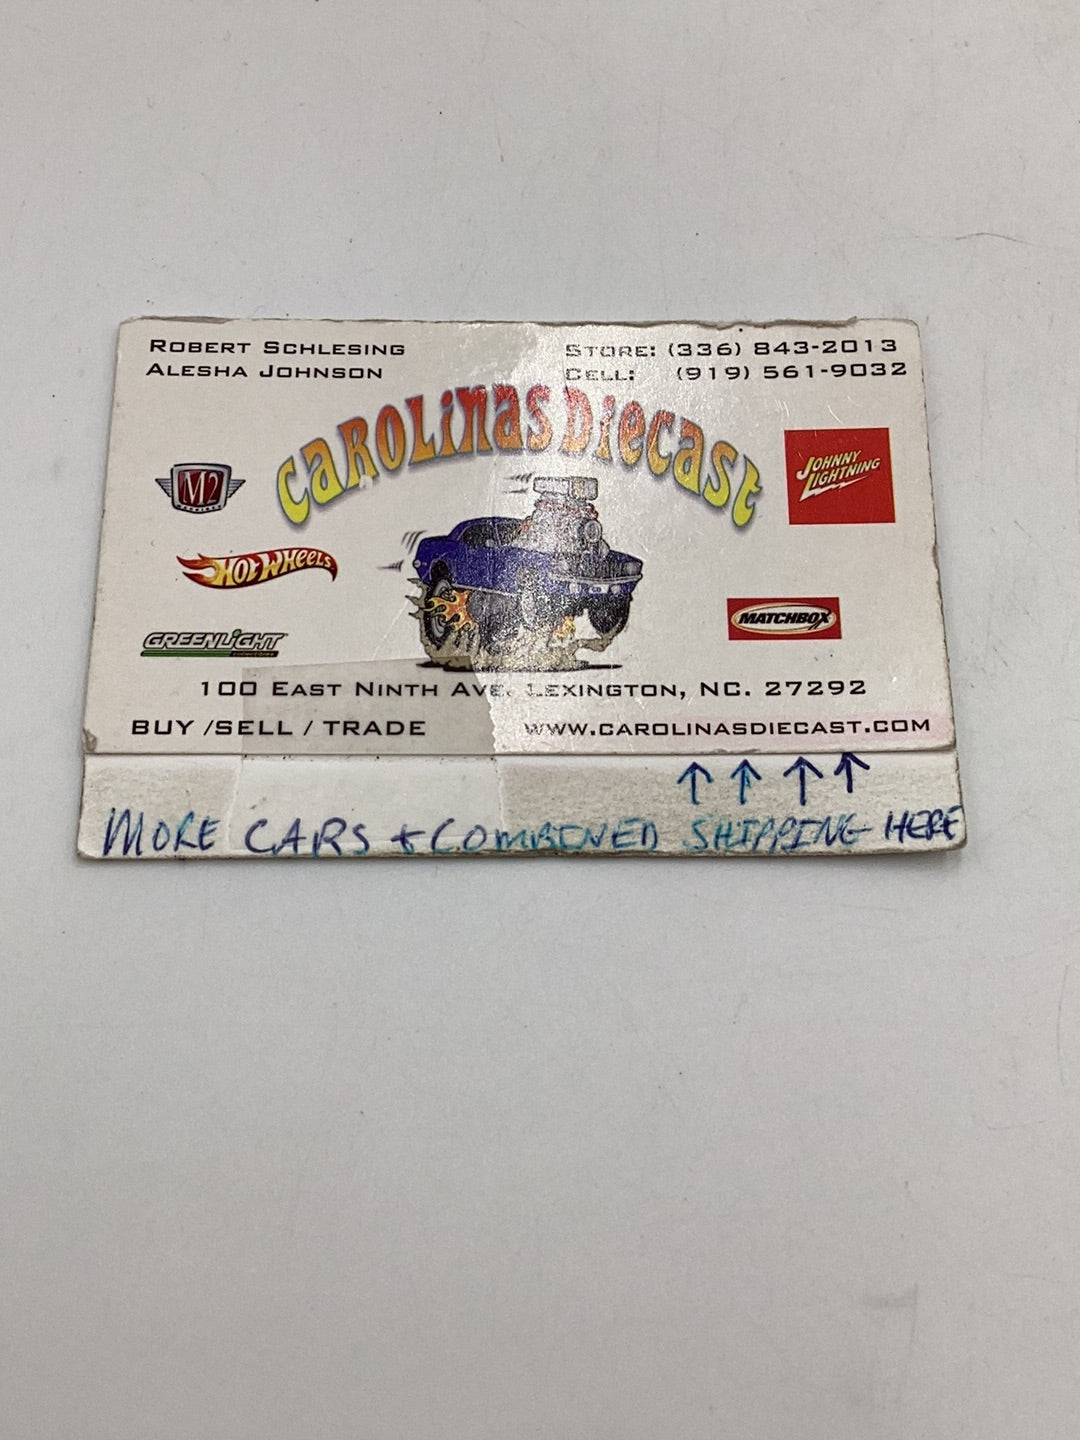 ROBERT SCHLESING
ALESHA JOHNSON
STORE: (336) 843-2013
CELL: (919) 561-9032
CAROLINAS DIECAST
M2
JOHNNY LIGHTNING
HOT WHEELS
GREENLIGHT
MATCHBOX
100 EAST NINTH AVE. LEXINGTON, NC. 27292
BUY /SELL / TRADE
WWW.CAROLINASDIECAST.COM
MORE CARS + COMBINED SHIPPING HERE